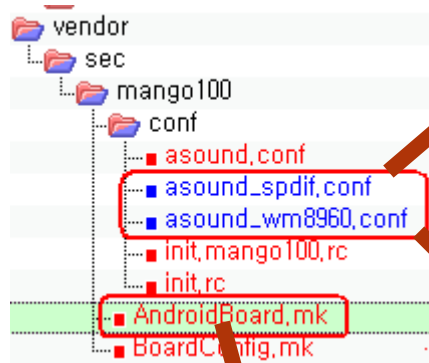 vendor
sec
mango100
conf
asound,conf
asound_spdif,conf
asound_wm8960,conf
init,mango100,rc
init,rc
AndroidBoard,mk
BoardConfig,mk